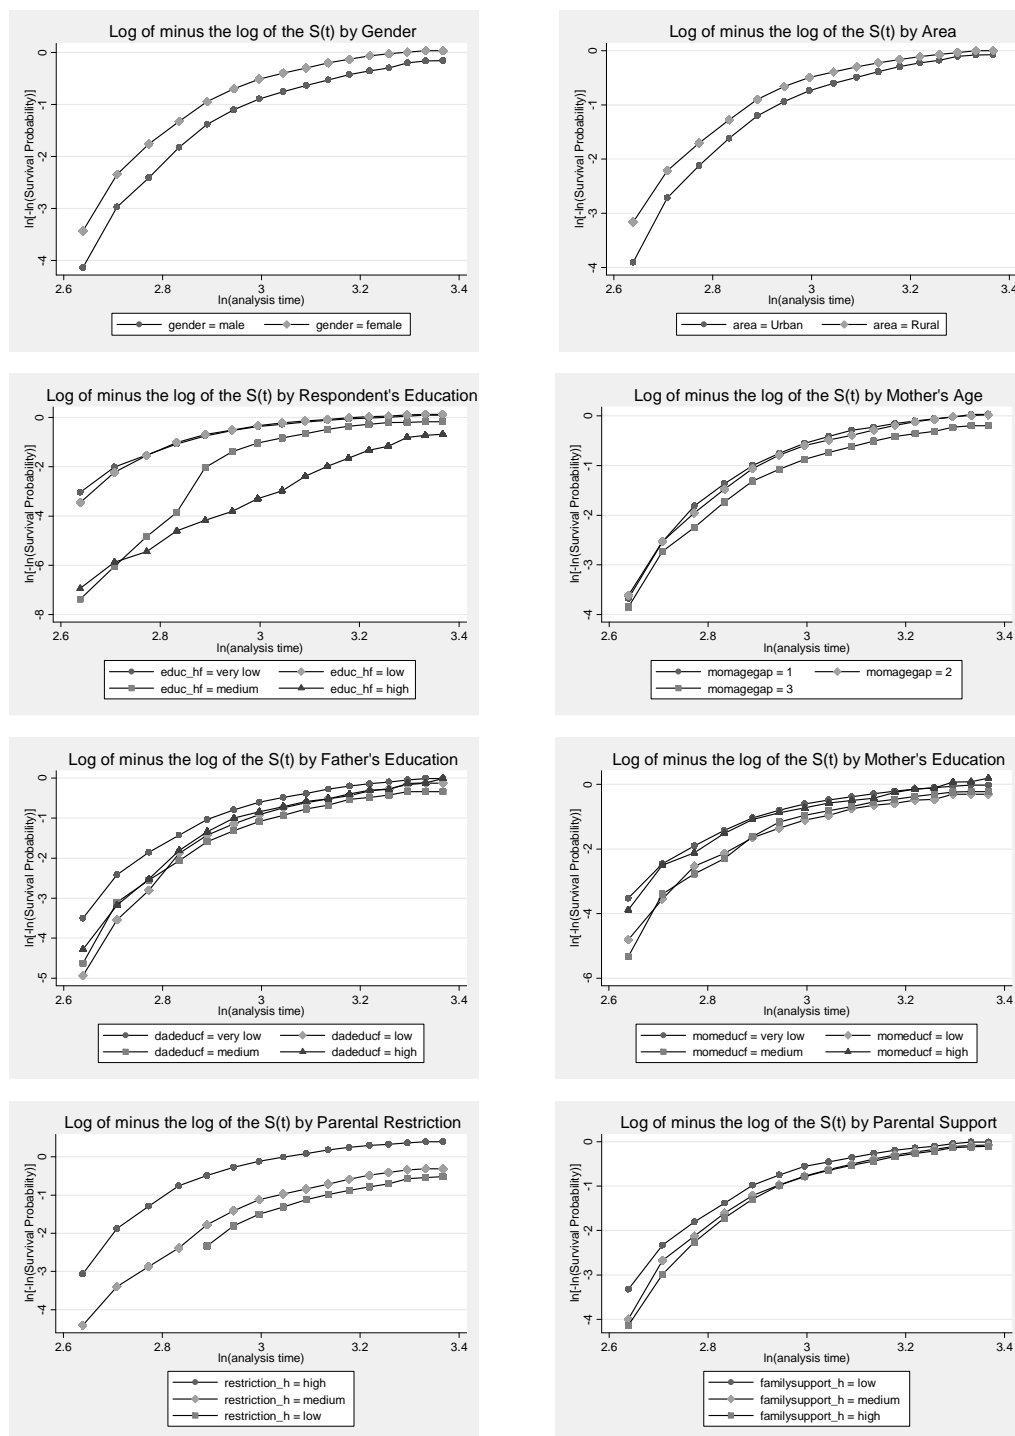 Log of minus the log of the S(t) by Gender
ln[-ln(Survival Probability)]
0
-1
-2
-3
-4
2.6 2.8 3 3.2 3.4
ln(analysis time)
gender = male gender = female
Log of minus the log of the S(t) by Area
ln[-ln(Survival Probability)]
0
-1
-2
-3
-4
2.6 2.8 3 3.2 3.4
ln(analysis time)
area = Urban area = Rural
Log of minus the log of the S(t) by Respondent's Education
ln[-ln(Survival Probability)]
0
-2
-4
-6
-8
2.6 2.8 3 3.2 3.4
ln(analysis time)
educ_hf = very low educ_hf = low
educ_hf = medium educ_hf = high
Log of minus the log of the S(t) by Mother's Age
ln[-ln(Survival Probability)]
0
-1
-2
-3
-4
2.6 2.8 3 3.2 3.4
ln(analysis time)
momagegap = 1 momagegap = 2
momagegap = 3
Log of minus the log of the S(t) by Father's Education
ln[-ln(Survival Probability)]
0
-1
-2
-3
-4
-5
2.6 2.8 3 3.2 3.4
ln(analysis time)
dadeducf = very low dadeducf = low
dadeducf = medium dadeducf = high
Log of minus the log of the S(t) by Mother's Education
ln[-ln(Survival Probability)]
0
-2
-4
-6
2.6 2.8 3 3.2 3.4
ln(analysis time)
momeducf = very low momeducf = low
momeducf = medium momeducf = high
Log of minus the log of the S(t) by Parental Restriction
ln[-ln(Survival Probability)]
0
-1
-2
-3
-4
2.6 2.8 3 3.2 3.4
ln(analysis time)
restriction_h = high
restriction_h = medium
restriction_h = low
Log of minus the log of the S(t) by Parental Support
ln[-ln(Survival Probability)]
0
-1
-2
-3
-4
2.6 2.8 3 3.2 3.4
ln(analysis time)
familysupport_h = low
familysupport_h = medium
familysupport_h = high